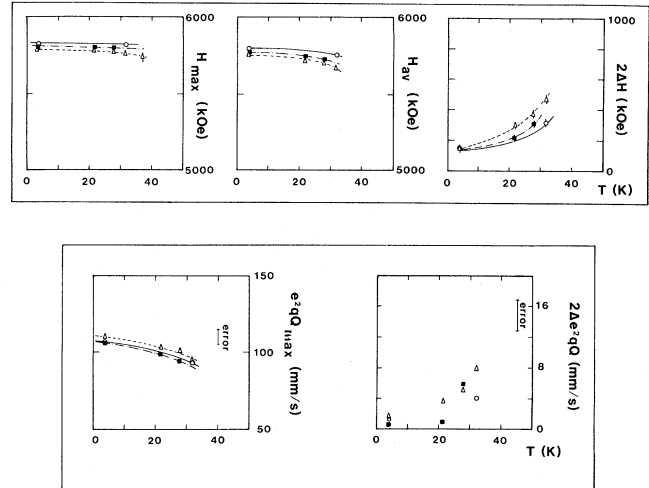 6000
H max (kOe)
5000
0 20 40
6000
H av (kOe)
5000
0 20 40
1000
2ΔH (kOe)
0
0 20 40 T (K)
150
e²qQ max (mm/s)
error
100
50
0 20 40
error
16
2Δe²qQ (mm/s)
8
0
0 20 40
T (K)